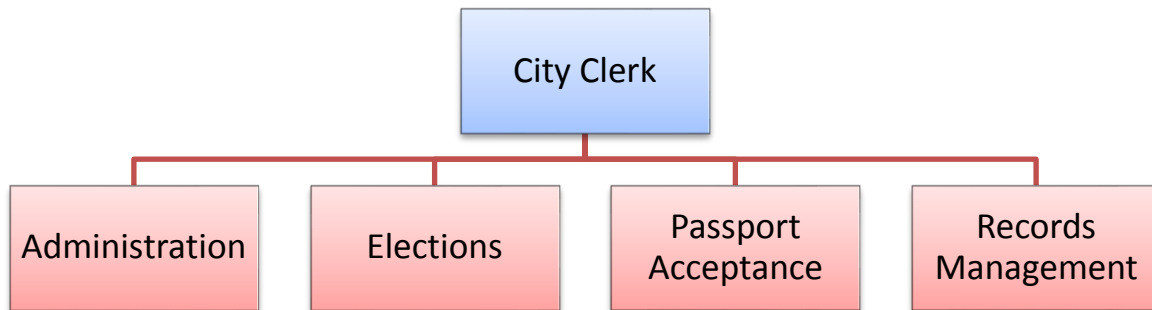 City Clerk
Administration
Elections
Passport
Acceptance
Records
Management